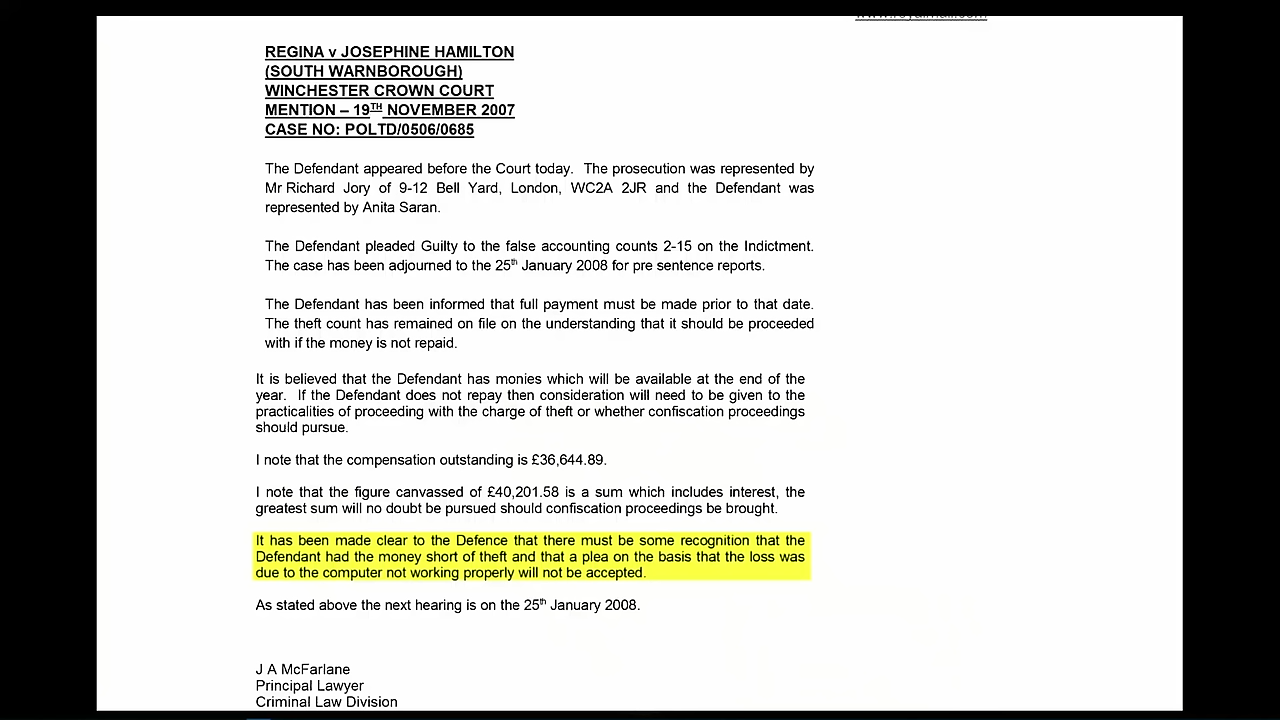 REGINA v JOSEPHINE HAMILTON
(SOUTH WARNBOROUGH)
WINCHESTER CROWN COURT
MENTION – 19TH NOVEMBER 2007
CASE NO: POLTD/0506/0685
The Defendant appeared before the Court today. The prosecution was represented by
Mr Richard Jory of 9-12 Bell Yard, London, WC2A 2JR and the Defendant was
represented by Anita Saran.
The Defendant pleaded Guilty to the false accounting counts 2-15 on the Indictment.
The case has been adjourned to the 25th January 2008 for pre sentence reports.
The Defendant has been informed that full payment must be made prior to that date.
The theft count has remained on file on the understanding that it should be proceeded
with if the money is not repaid.
It is believed that the Defendant has monies which will be available at the end of the
year. If the Defendant does not repay then consideration will need to be given to the
practicalities of proceeding with the charge of theft or whether confiscation proceedings
should pursue.
I note that the compensation outstanding is £36,644.89.
I note that the figure canvassed of £40,201.58 is a sum which includes interest, the
greatest sum will no doubt be pursued should confiscation proceedings be brought.
It has been made clear to the Defence that there must be some recognition that the
Defendant had the money short of theft and that a plea on the basis that the loss was
due to the computer not working properly will not be accepted.
As stated above the next hearing is on the 25th January 2008.
J A McFarlane
Principal Lawyer
Criminal Law Division